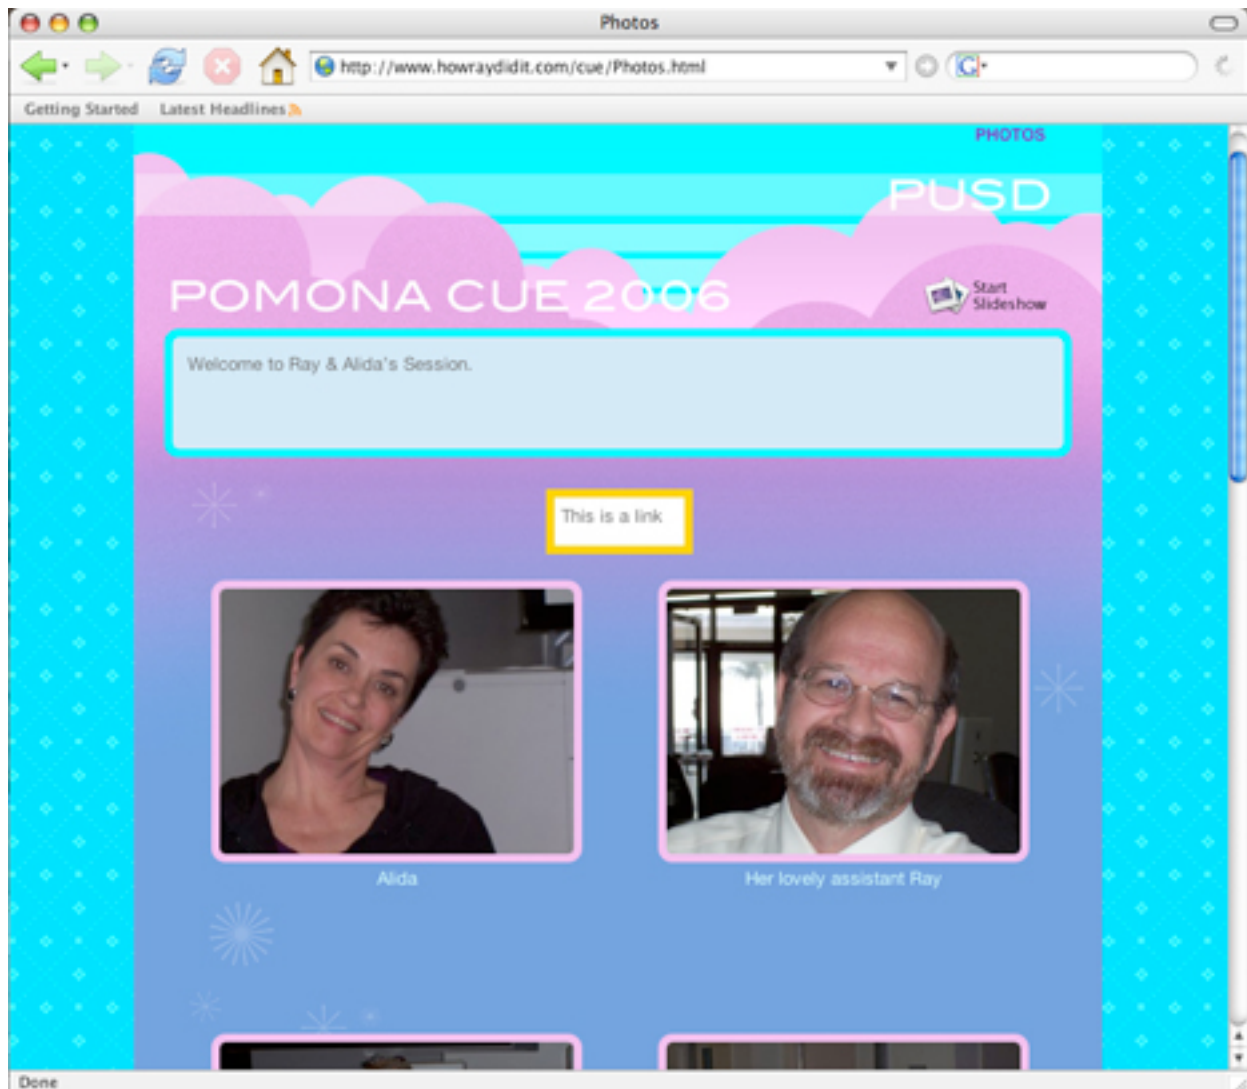 Photos
http://www.howraydidit.com/cue/Photos.html
G
Getting Started Latest Headlines
PHOTOS
PUSD
POMONA CUE 2006
Start
Slideshow
Welcome to Ray & Alida's Session.
This is a link
Alida
Her lovely assistant Ray
Done